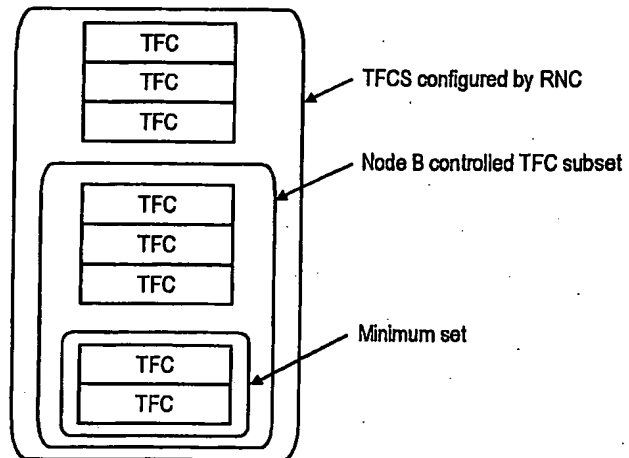 TFC
TFC
TFC
TFCS configured by RNC
Node B controlled TFC subset
TFC
TFC
TFC
Minimum set
TFC
TFC